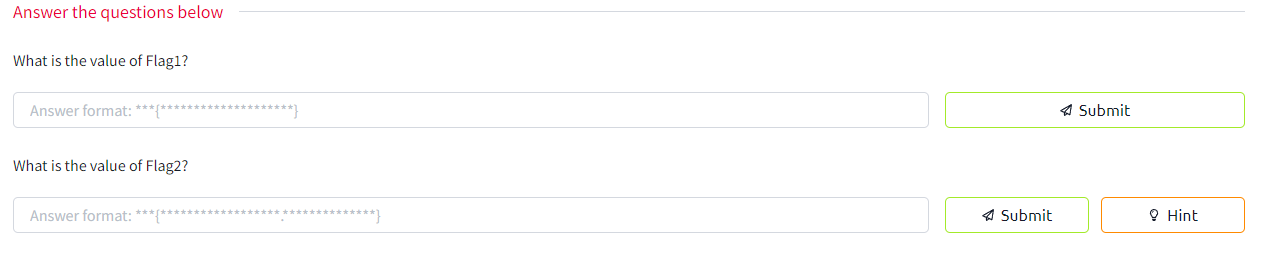 Answer the questions below
What is the value of Flag1?
Answer format: ***{********************}
Submit
What is the value of Flag2?
Answer format: ***{******************.**************}
Submit
Hint